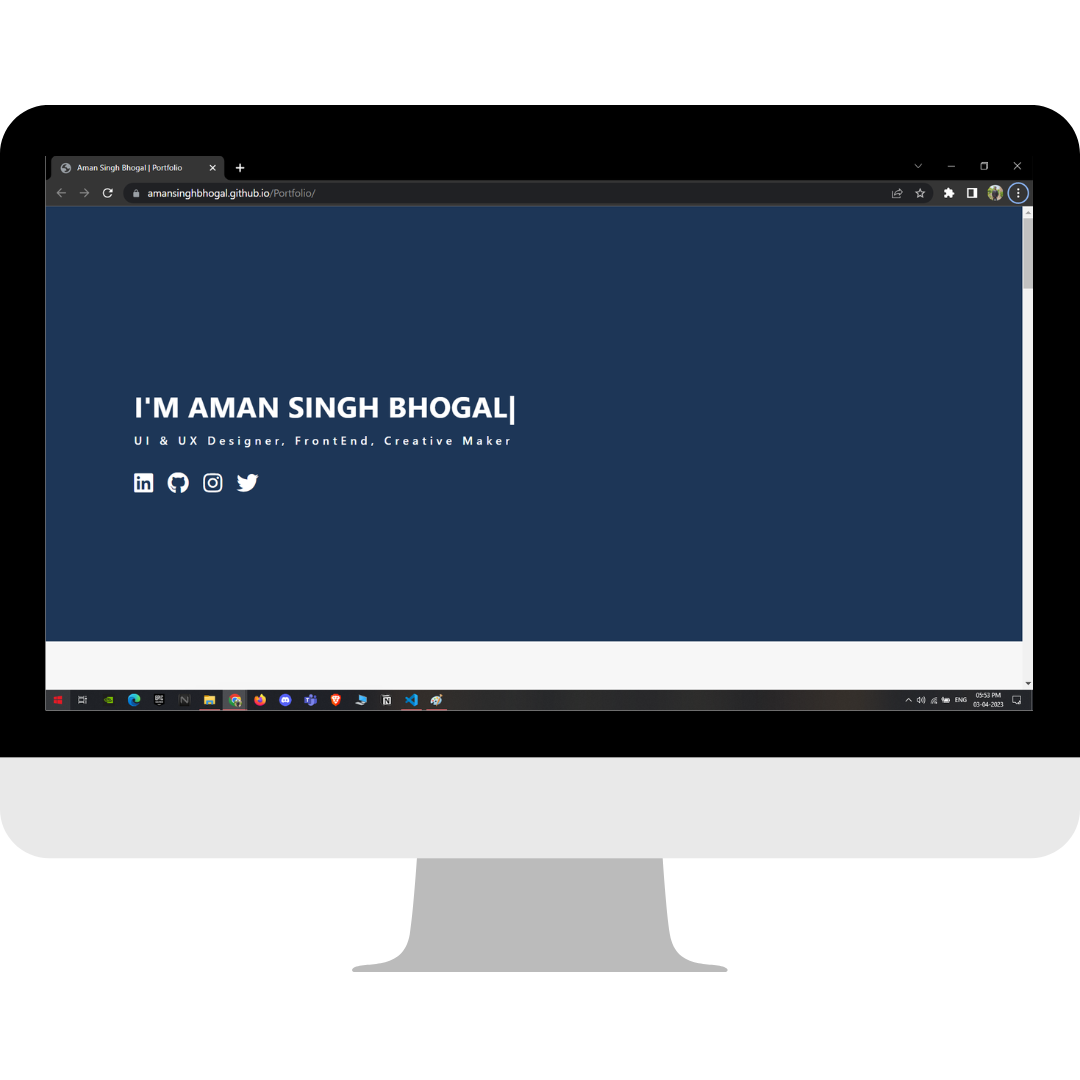 Aman Singh Bhogal | Portfolio
amansinghbhogal.github.io/Portfolio/
I'M AMAN SINGH BHOGAL|
UI & UX Designer, FrontEnd, Creative Maker
in
ENG
05:53 PM
03-04-2023